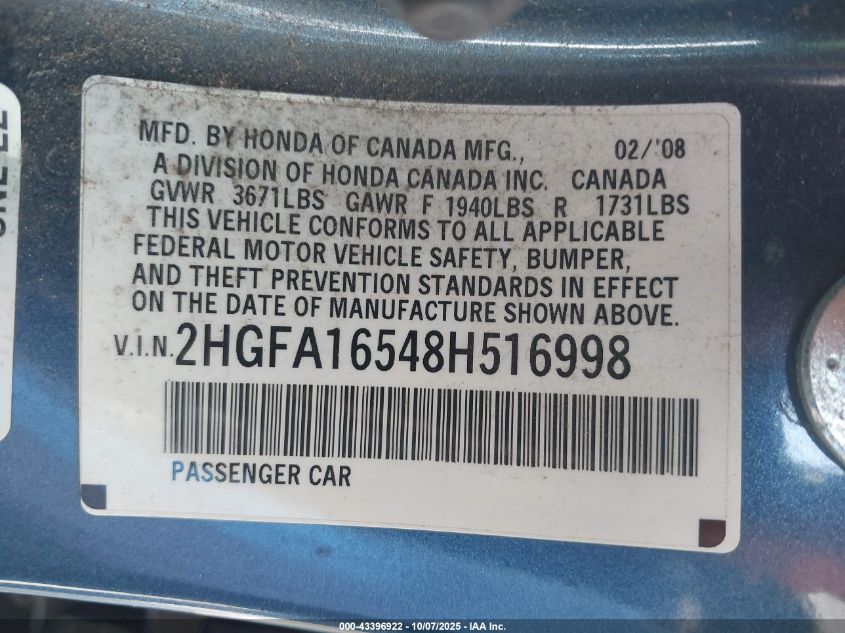 MFD. BY HONDA OF CANADA MFG., 02/'08
A DIVISION OF HONDA CANADA INC. CANADA
GVWR 3671LBS GAWR F 1940LBS R 1731LBS
THIS VEHICLE CONFORMS TO ALL APPLICABLE
FEDERAL MOTOR VEHICLE SAFETY, BUMPER,
AND THEFT PREVENTION STANDARDS IN EFFECT
ON THE DATE OF MANUFACTURE SHOWN ABOVE.
V.I.N. 2HGFA16548H516998
PASSENGER CAR
000-43396922 - 10/07/2025 - IAA Inc.